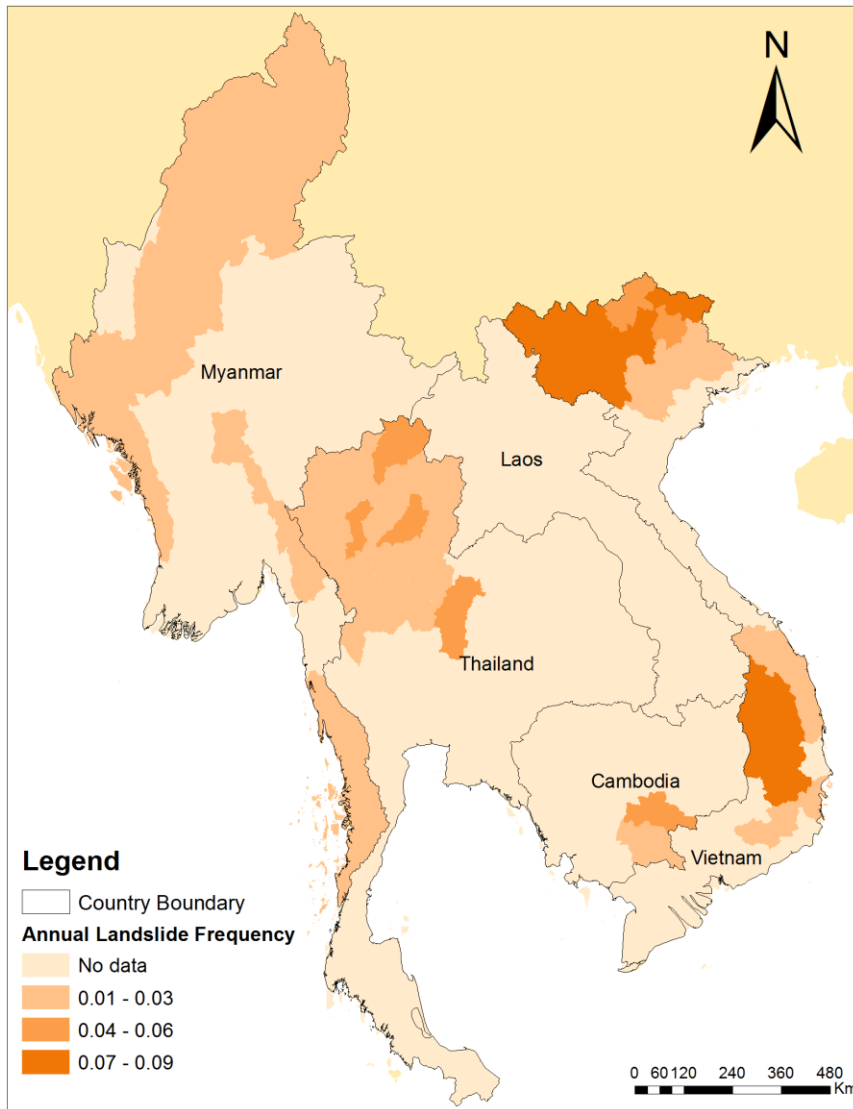 N
Myanmar
Laos
Thailand
Cambodia
Vietnam
Legend
Country Boundary
Annual Landslide Frequency
No data
0.01 - 0.03
0.04 - 0.06
0.07 - 0.09
0 60 120 240 360 480
Km